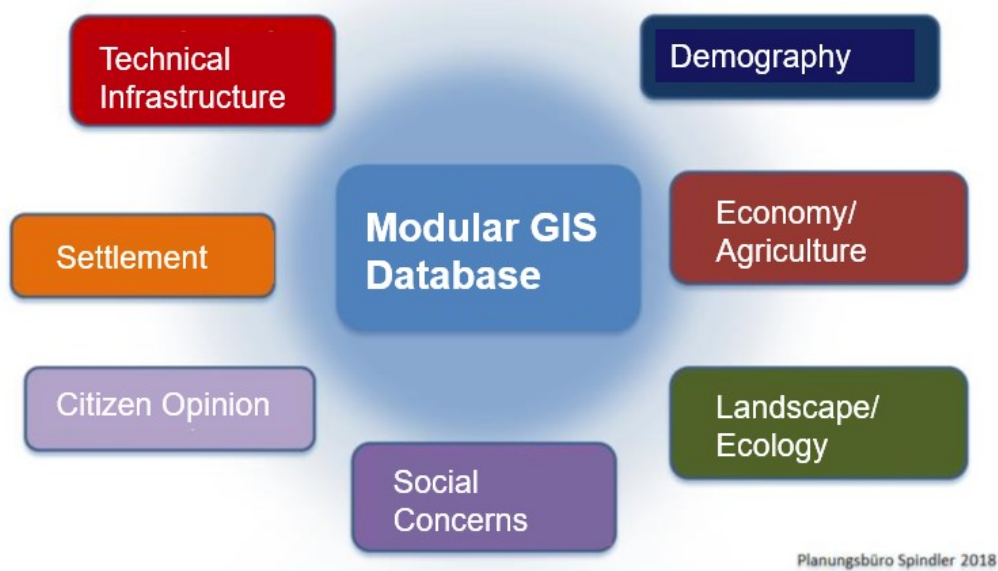 Technical
Infrastructure
Demography
Modular GIS
Database
Economy/
Agriculture
Settlement
Citizen Opinion
Landscape/
Ecology
Social
Concerns
Planungsbüro Spindler 2018